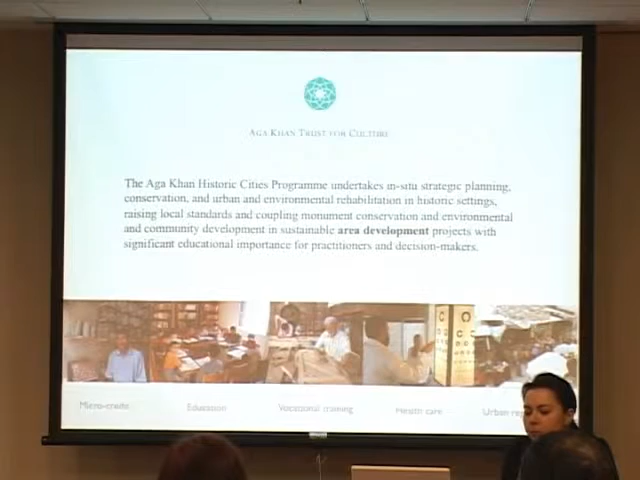 AGA KHAN TRUST FOR CULTURE
The Aga Khan Historic Cities Programme undertakes in-situ strategic planning,
conservation, and urban and environmental rehabilitation in historic settings,
raising local standards and coupling monument conservation and environmental
and community development in sustainable area development projects with
significant educational importance for practitioners and decision-makers.
Micro-credit Education Vocational training Health care Urban